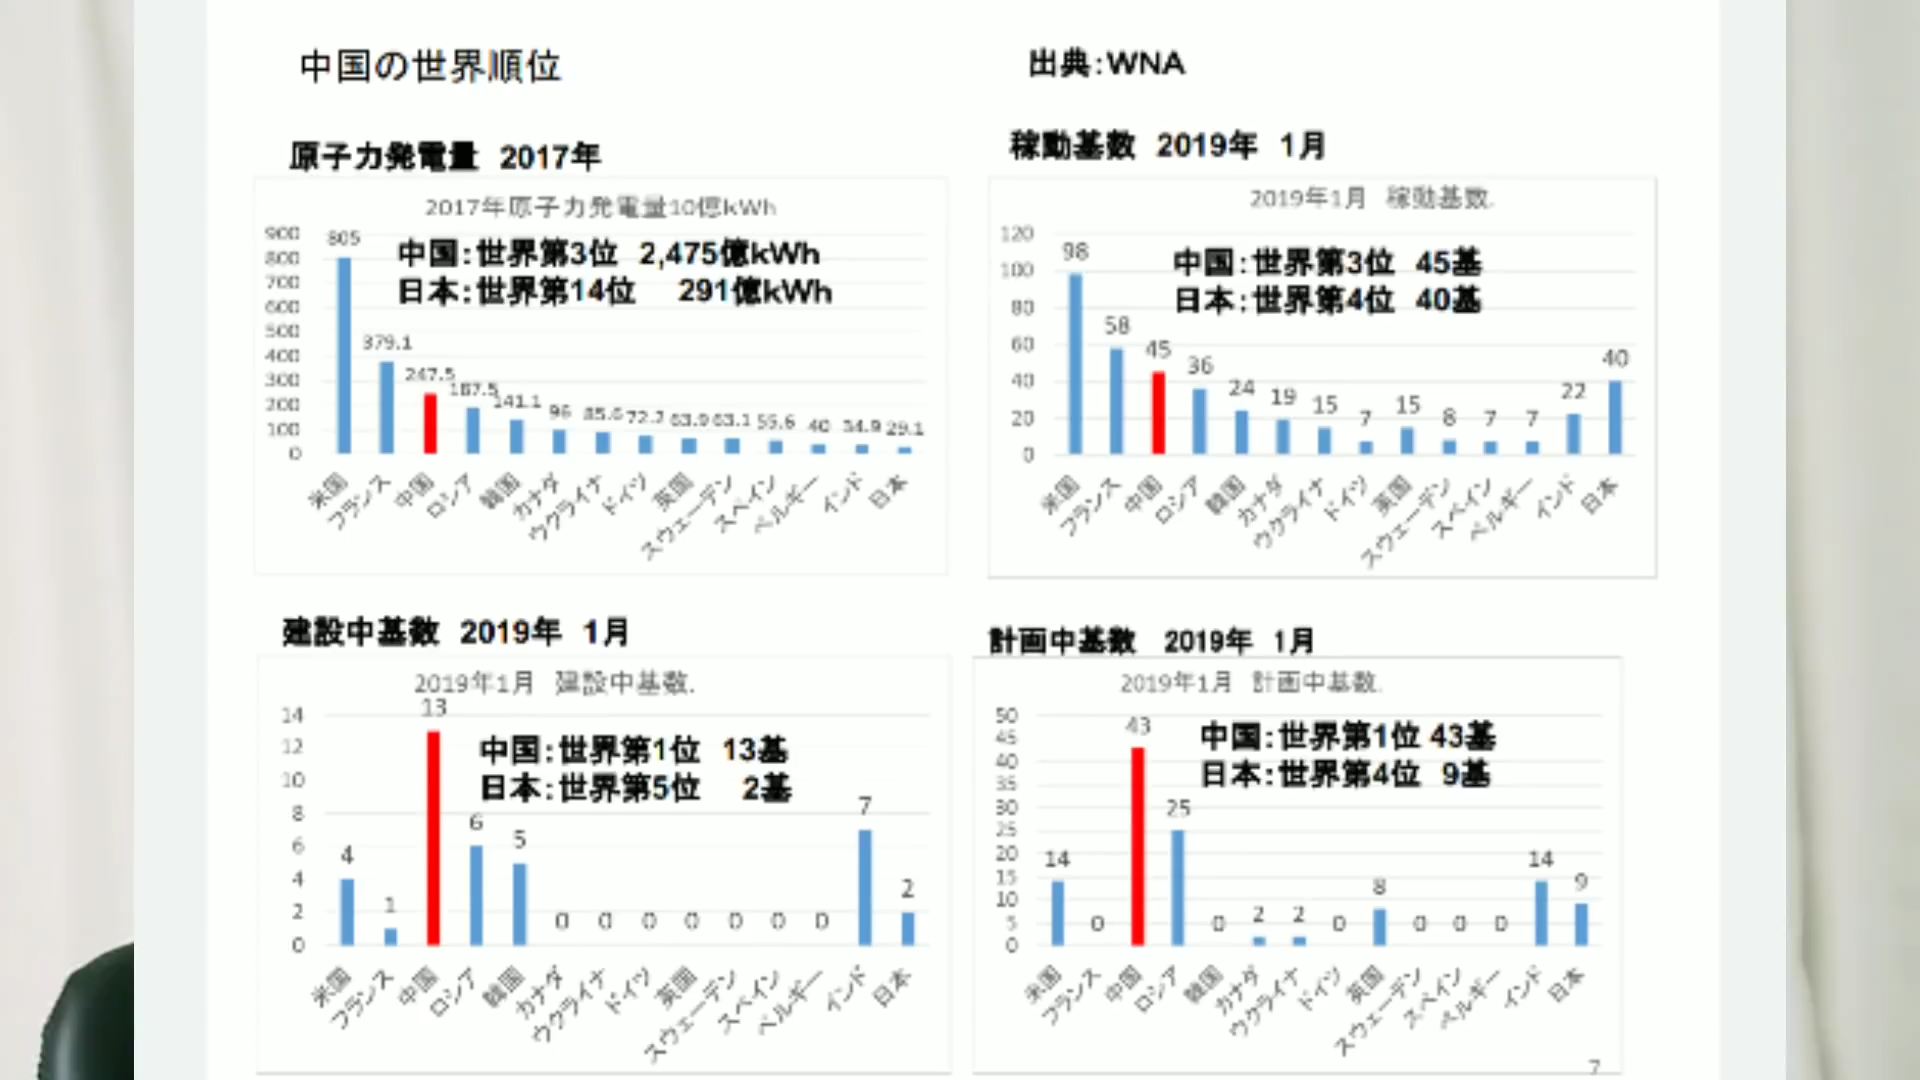 中国の世界順位
出典:WNA
原子力発電量 2017年
2017年原子力発電量10億kWh
中国:世界第3位 2,475億kWh
日本:世界第14位 291億kWh
900
800
700
600
500
400
300
200
100
0
805
379.1
247.5
187.5
141.1
96
85.6
72.2
63.9
63.1
55.6
40
34.9
29.1
米国
フランス
中国
ロシア
韓国
カナダ
ウクライナ
ドイツ
英国
スウェーデン
スペイン
ベルギー
インド
日本
稼動基数 2019年 1月
2019年1月 稼動基数.
中国:世界第3位 45基
日本:世界第4位 40基
120
100
80
60
40
20
0
98
58
45
36
24
19
15
7
15
8
7
7
22
40
米国
フランス
中国
ロシア
韓国
カナダ
ウクライナ
ドイツ
英国
スウェーデン
スペイン
ベルギー
インド
日本
建設中基数 2019年 1月
2019年1月 建設中基数.
中国:世界第1位 13基
日本:世界第5位 2基
14
12
10
8
6
4
2
0
4
1
13
6
5
0
0
0
0
0
0
0
7
2
米国
フランス
中国
ロシア
韓国
カナダ
ウクライナ
ドイツ
英国
スウェーデン
スペイン
ベルギー
インド
日本
計画中基数 2019年 1月
2019年1月 計画中基数.
中国:世界第1位 43基
日本:世界第4位 9基
50
45
40
35
30
25
20
15
10
5
0
14
0
43
25
0
2
2
0
8
0
0
0
14
9
米国
フランス
中国
ロシア
韓国
カナダ
ウクライナ
ドイツ
英国
スウェーデン
スペイン
ベルギー
インド
日本
7